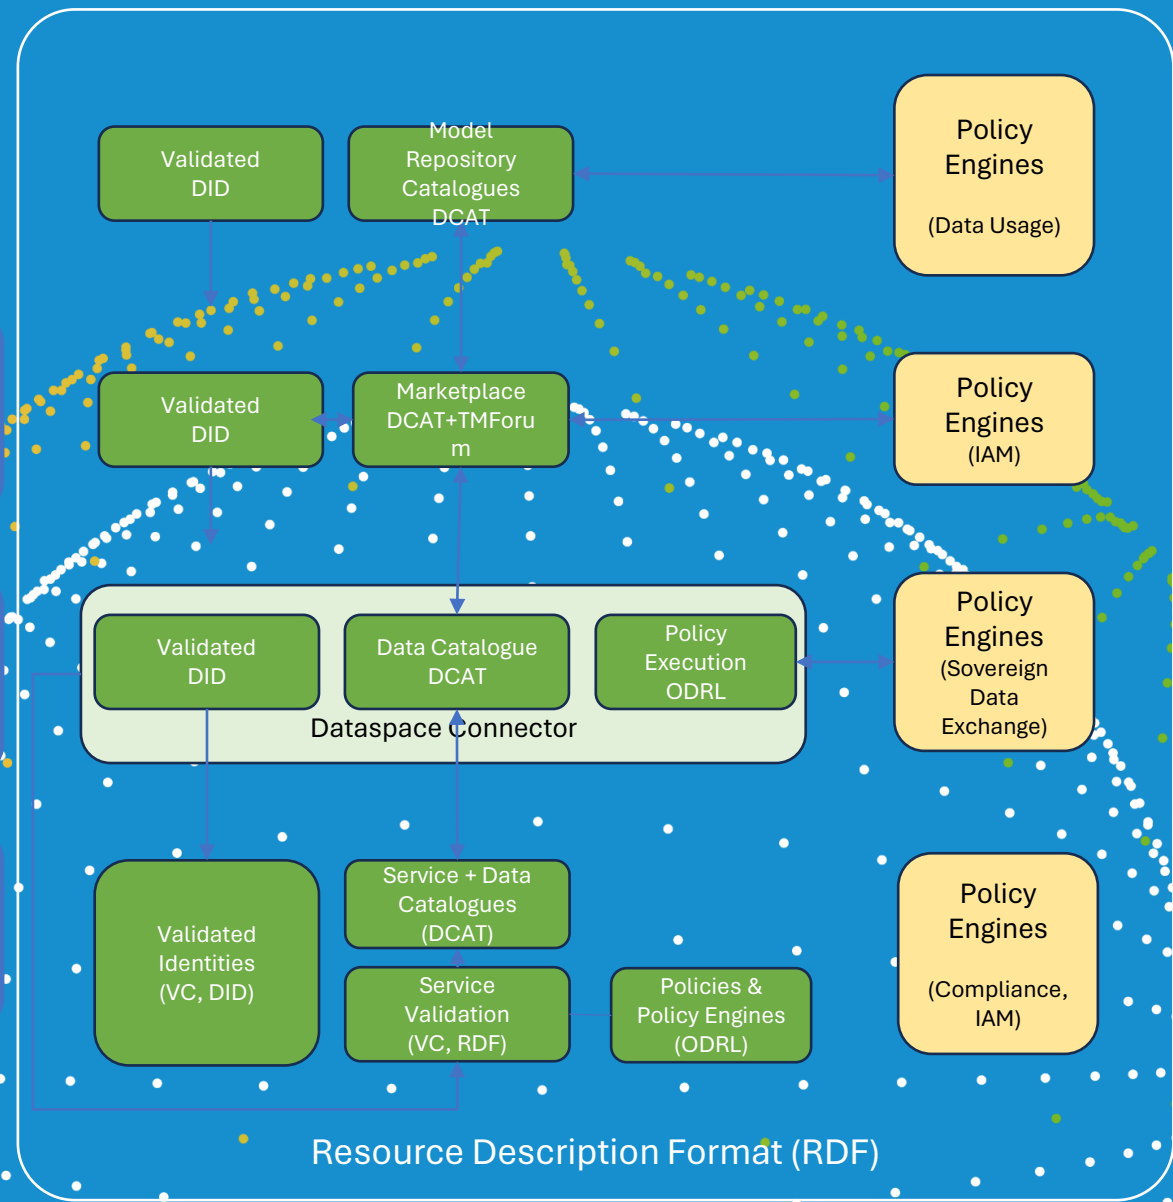 Validated
DID
Model
Repository
Catalogues
DCAT
Policy
Engines
(Data Usage)
Validated
DID
Marketplace
DCAT+TMForu
m
Policy
Engines
(IAM)
Validated
DID
Data Catalogue
DCAT
Policy
Execution
ODRL
Dataspace Connector
Policy
Engines
(Sovereign
Data
Exchange)
Validated
Identities
(VC, DID)
Service + Data
Catalogues
(DCAT)
Service
Validation
(VC, RDF)
Policies &
Policy Engines
(ODRL)
Policy
Engines
(Compliance,
IAM)
Resource Description Format (RDF)